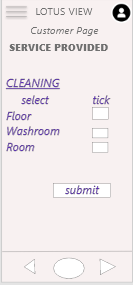 LOTUS VIEW
Customer Page
SERVICE PROVIDED
CLEANING
select tick
Floor
Washroom
Room
submit